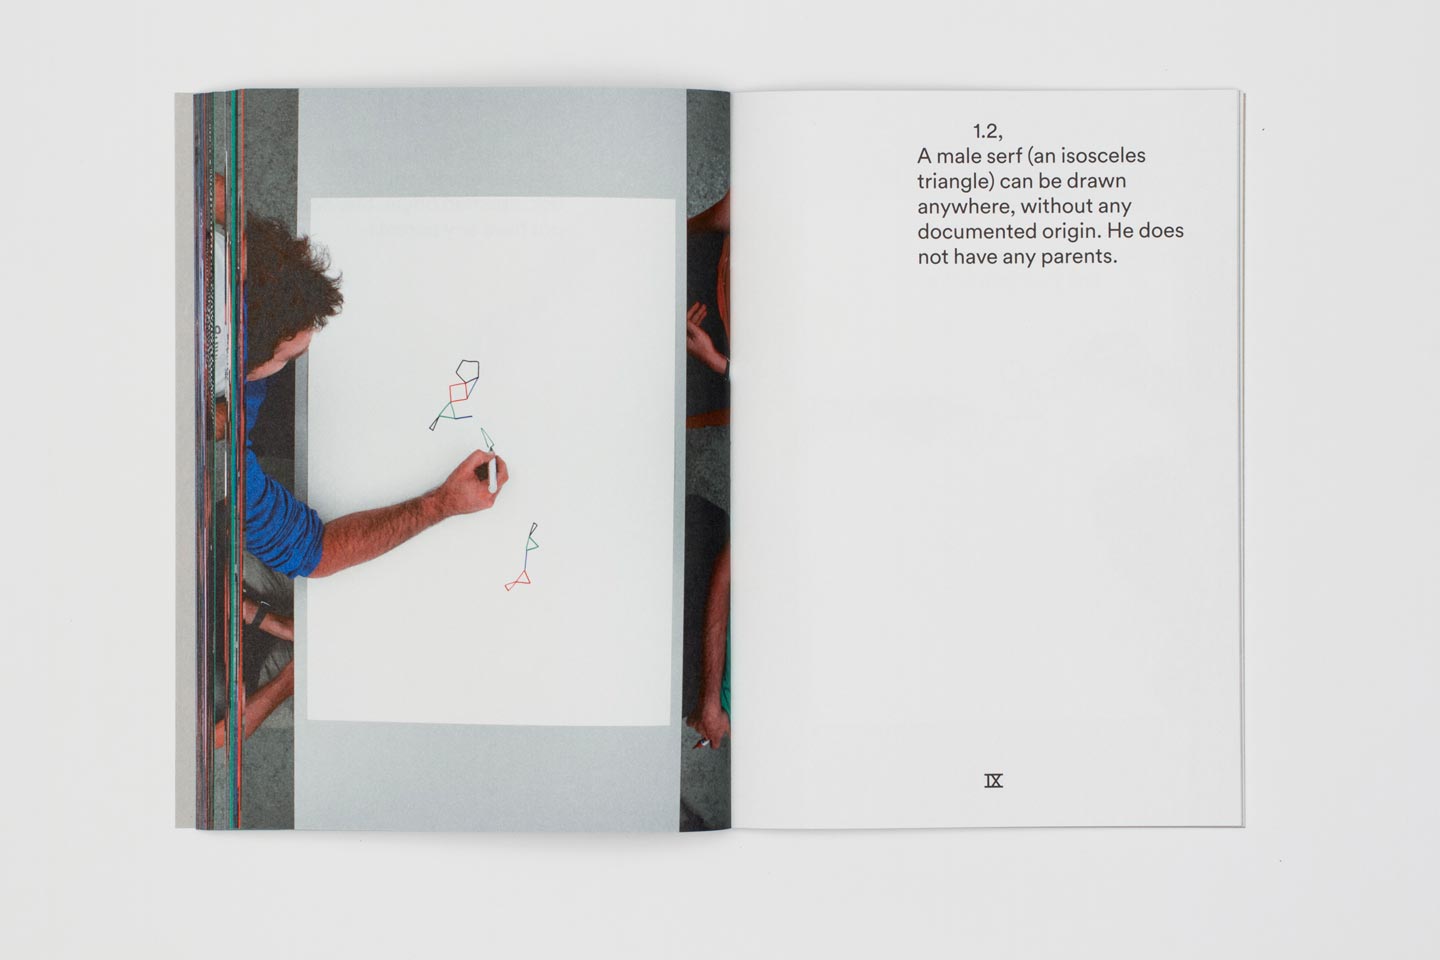 1.2,
A male serf (an isosceles
triangle) can be drawn
anywhere, without any
documented origin. He does
not have any parents.
IX